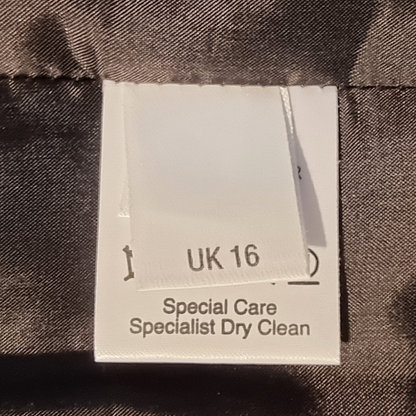 UK 16
Special Care
Specialist Dry Clean